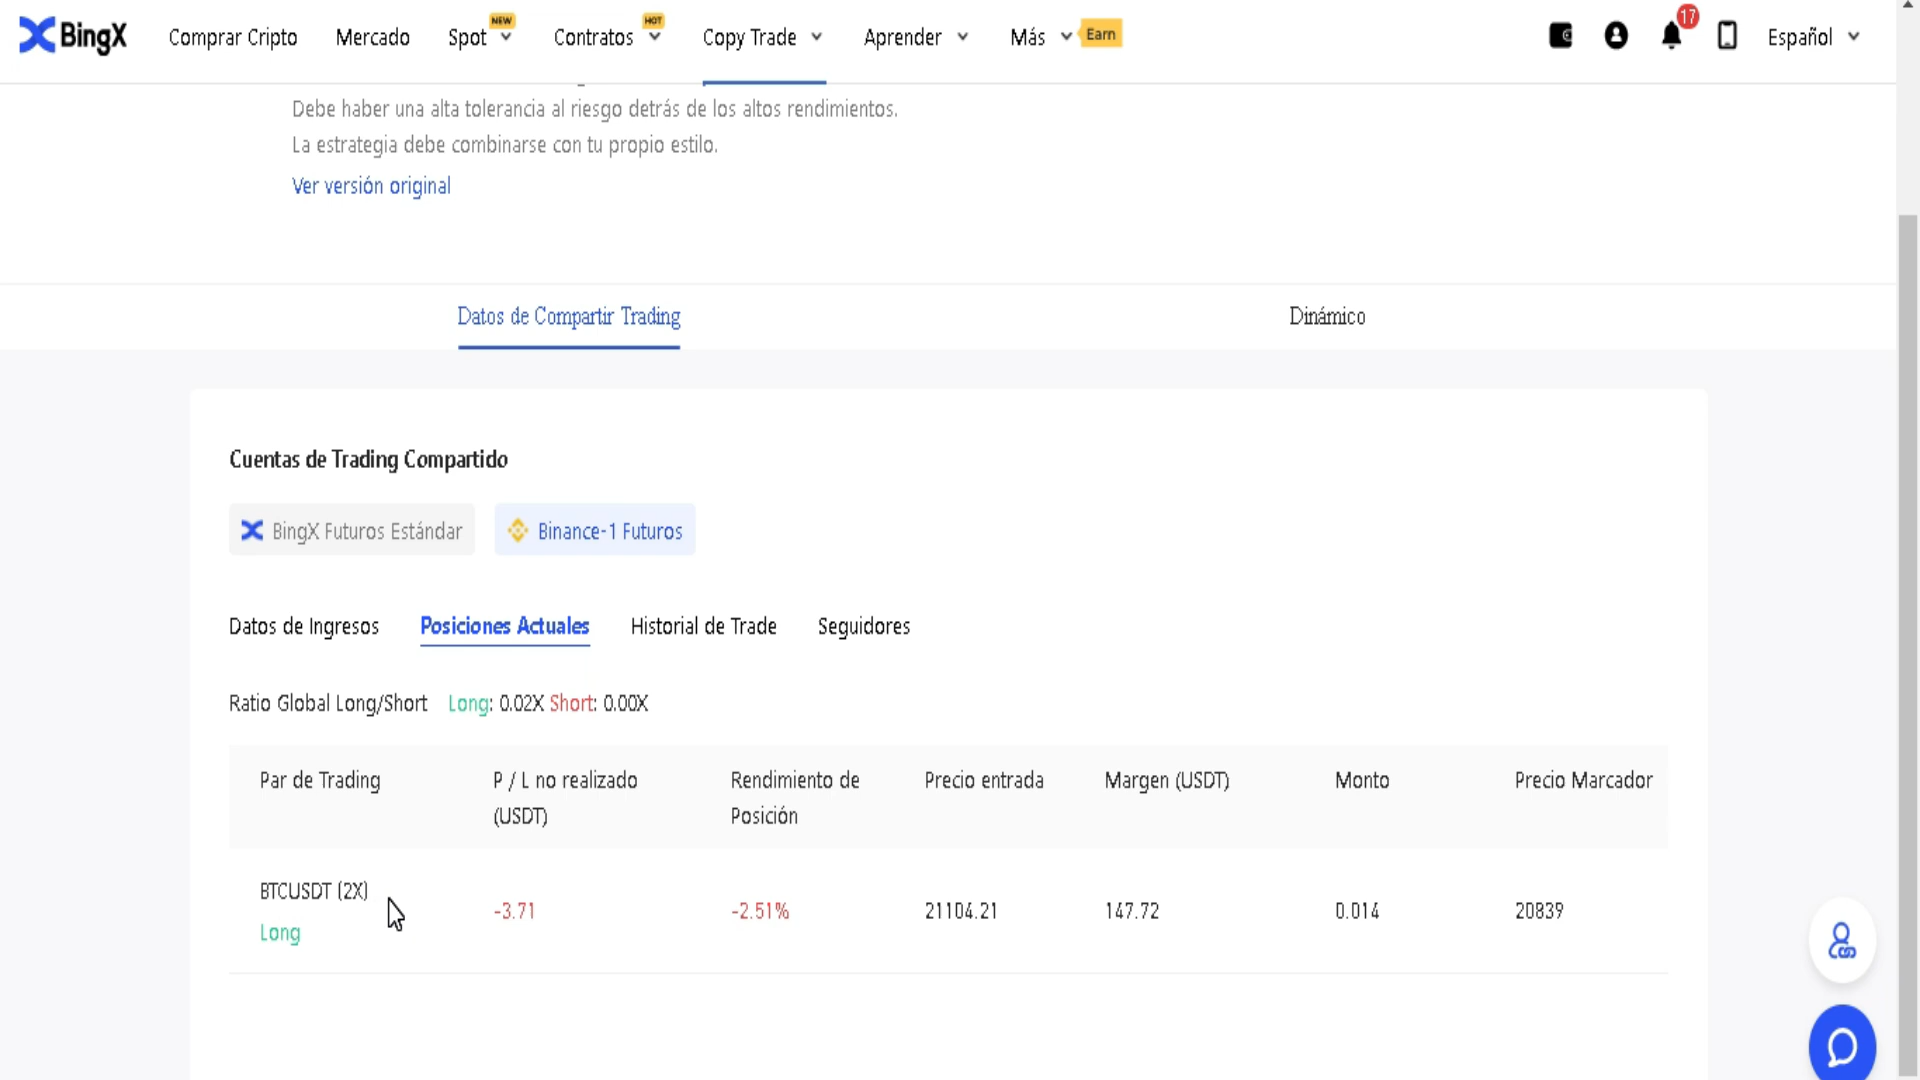 BingX
Comprar Cripto
Mercado
Spot
NEW
Contratos
HOT
Copy Trade
Aprender
Más
Earn
17
Español
Debe haber una alta tolerancia al riesgo detrás de los altos rendimientos.
La estrategia debe combinarse con tu propio estilo.
Ver versión original
Datos de Compartir Trading
Dinámico
Cuentas de Trading Compartido
BingX Futuros Estándar
Binance-1 Futuros
Datos de Ingresos
Posiciones Actuales
Historial de Trade
Seguidores
Ratio Global Long/Short Long: 0.02X Short: 0.00X
Par de Trading
P / L no realizado
(USDT)
Rendimiento de
Posición
Precio entrada
Margen (USDT)
Monto
Precio Marcador
BTCUSDT (2X)
Long
-3.71
-2.51%
21104.21
147.72
0.014
20839